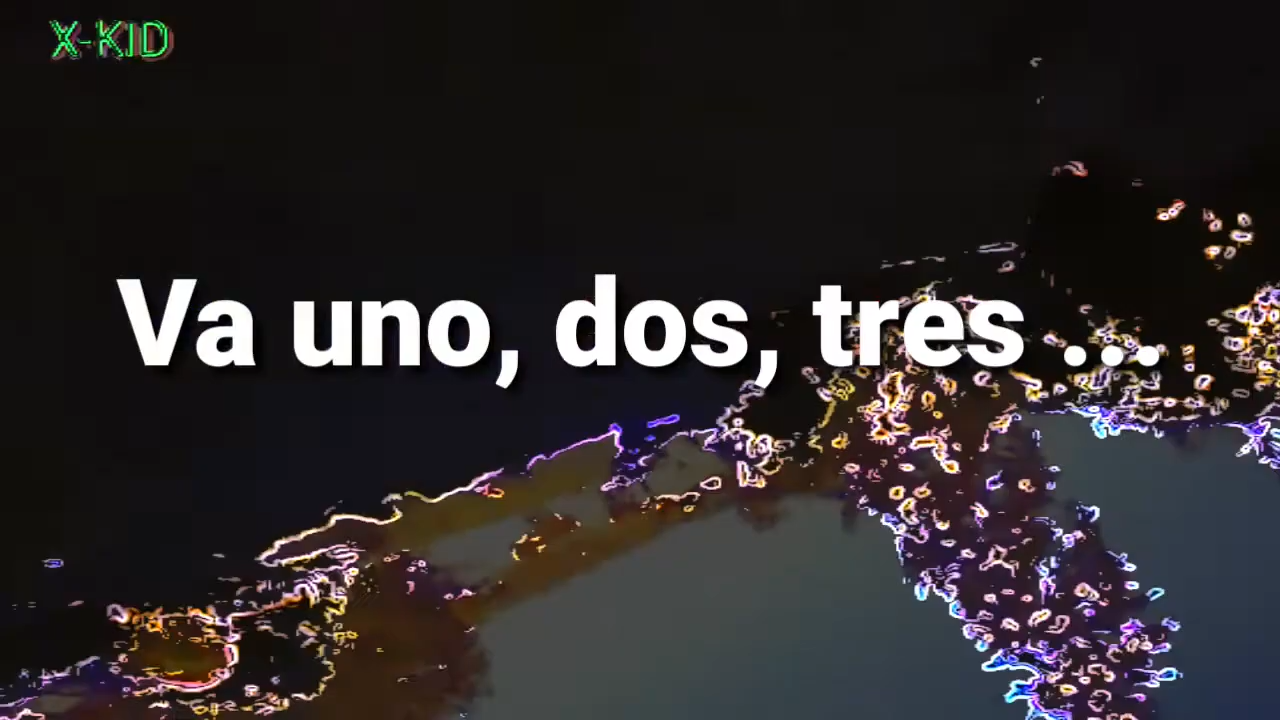 X-KID
Va uno, dos, tres ...